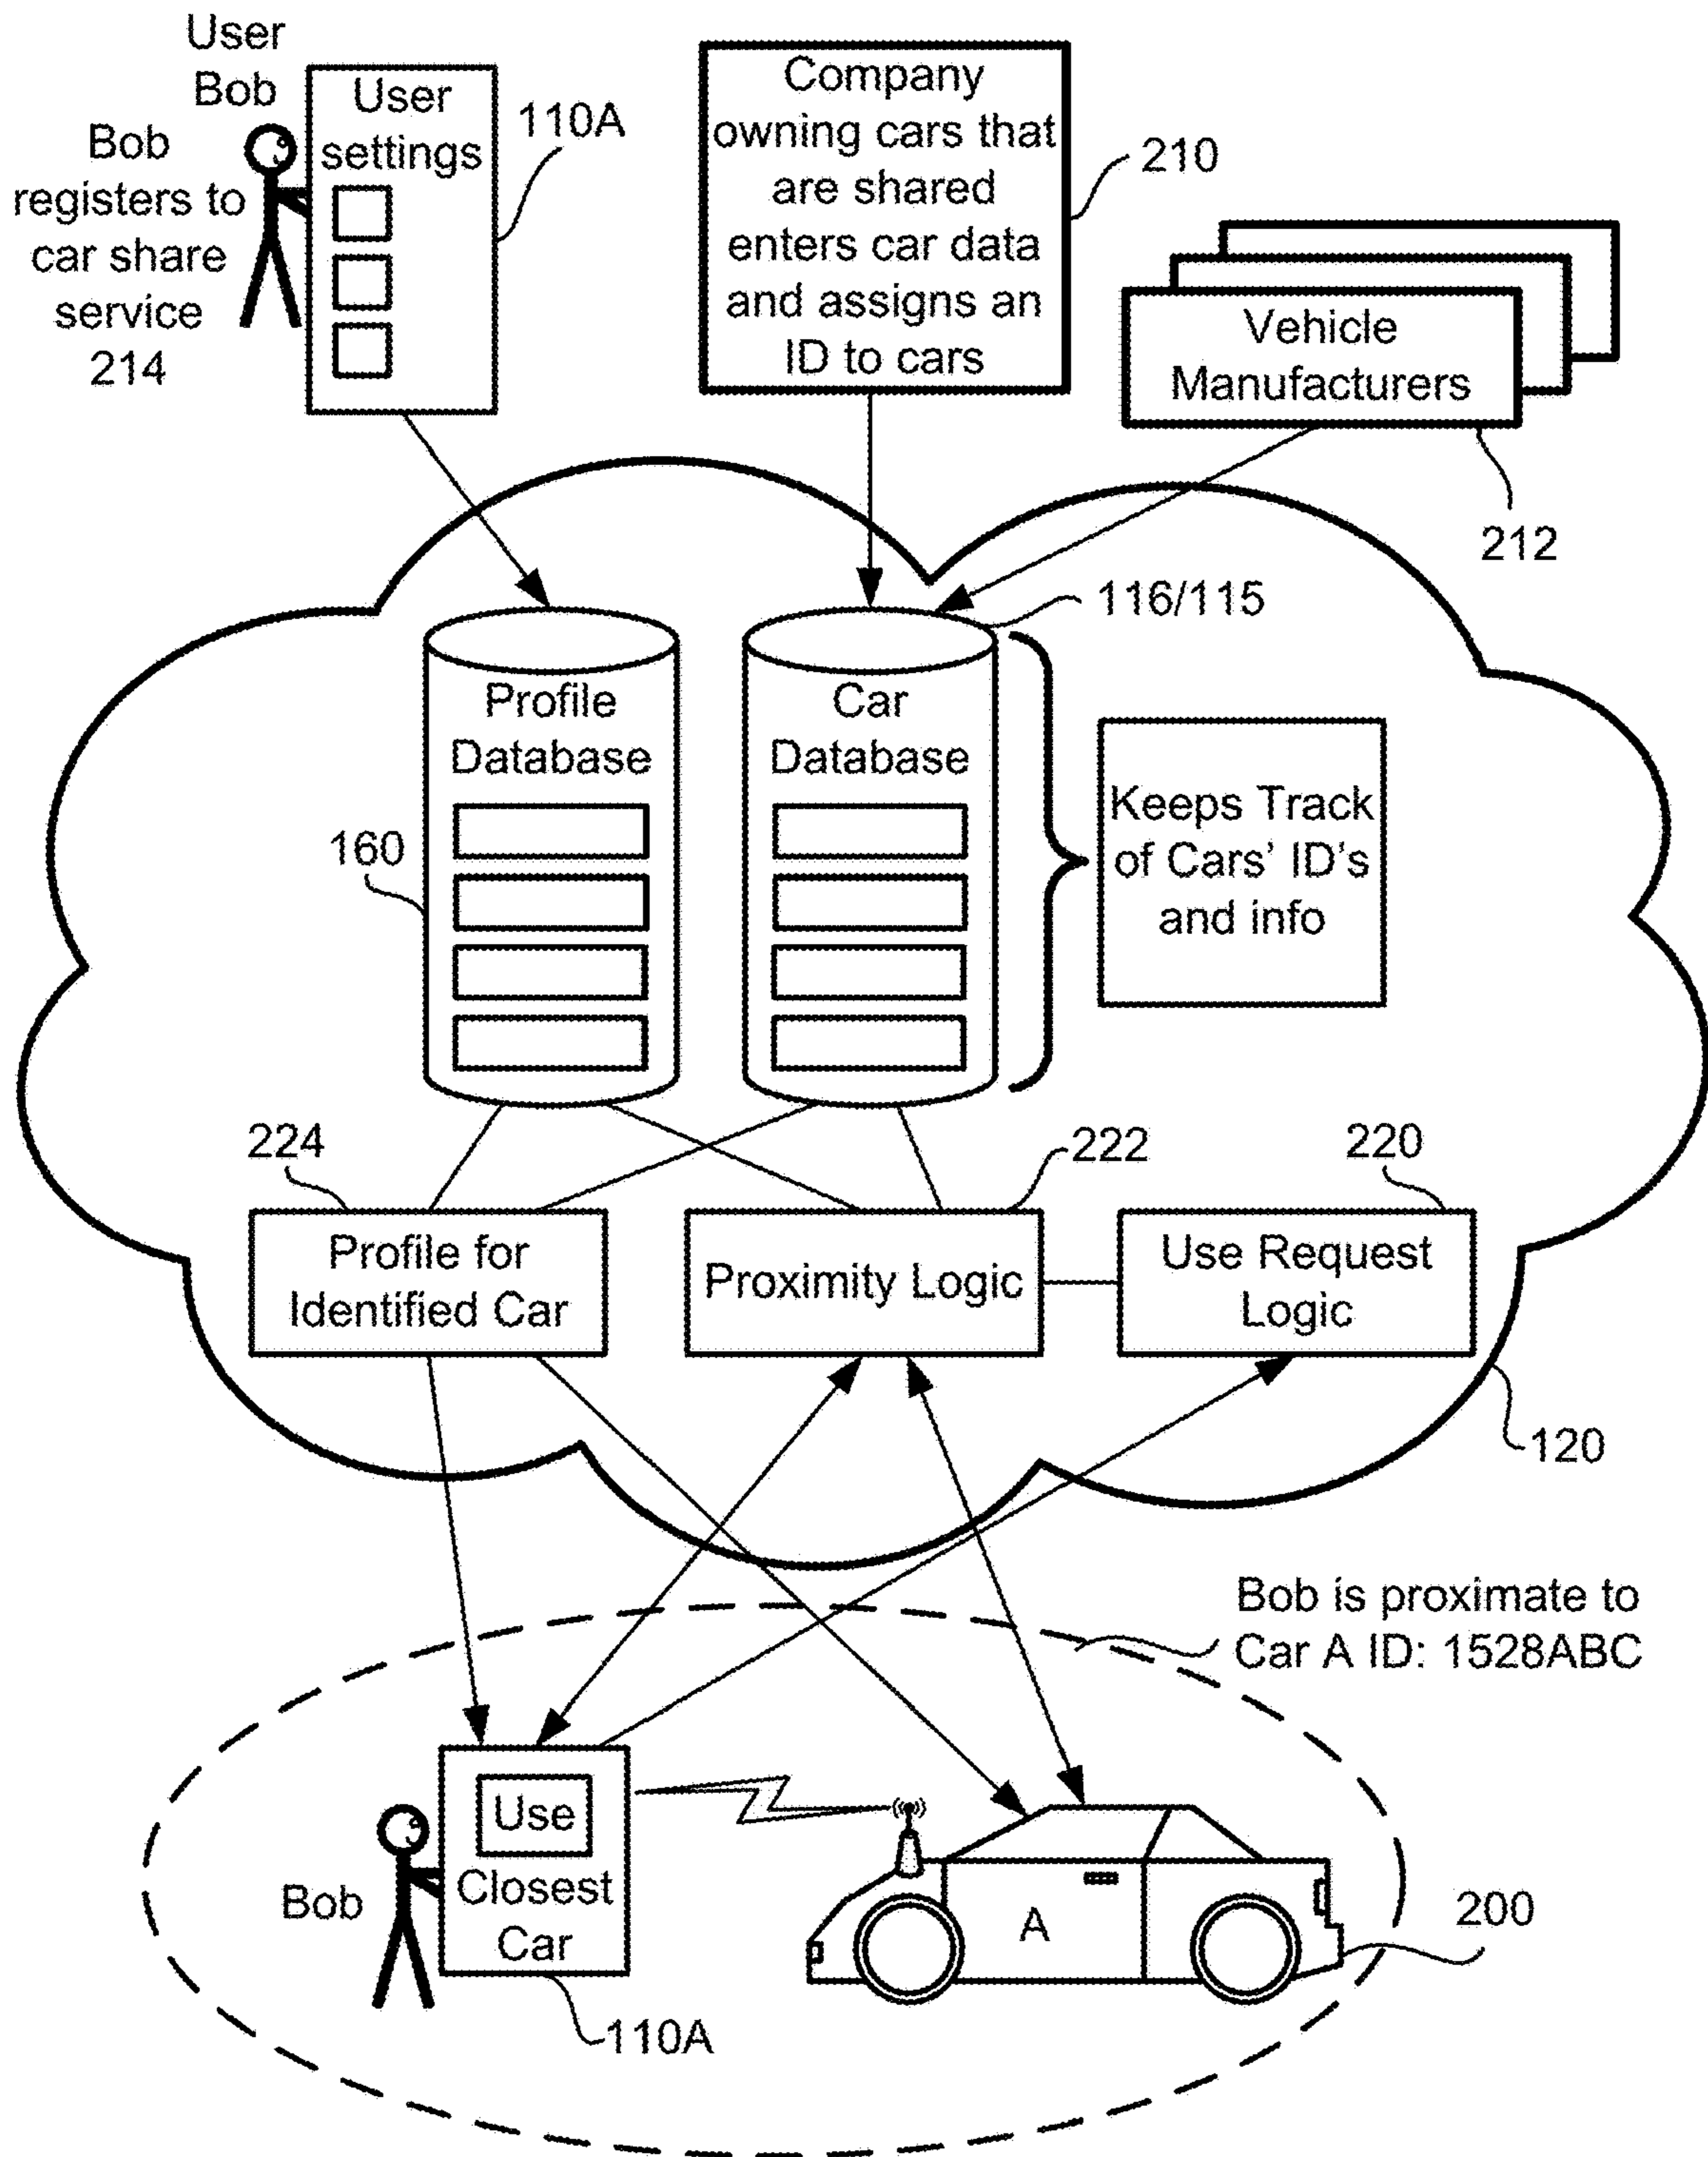 User
Bob
Bob
registers to
car share
service
214
User
settings
110A
Company
owning cars that
are shared
enters car data
and assigns an
ID to cars
210
Vehicle
Manufacturers
212
116/115
Profile
Database
160
Car
Database
Keeps Track
of Cars' ID's
and info
224
Profile for
Identified Car
222
Proximity Logic
220
Use Request
Logic
120
Bob is proximate to
Car A ID: 1528ABC
Bob
Use
Closest
Car
110A
A
200